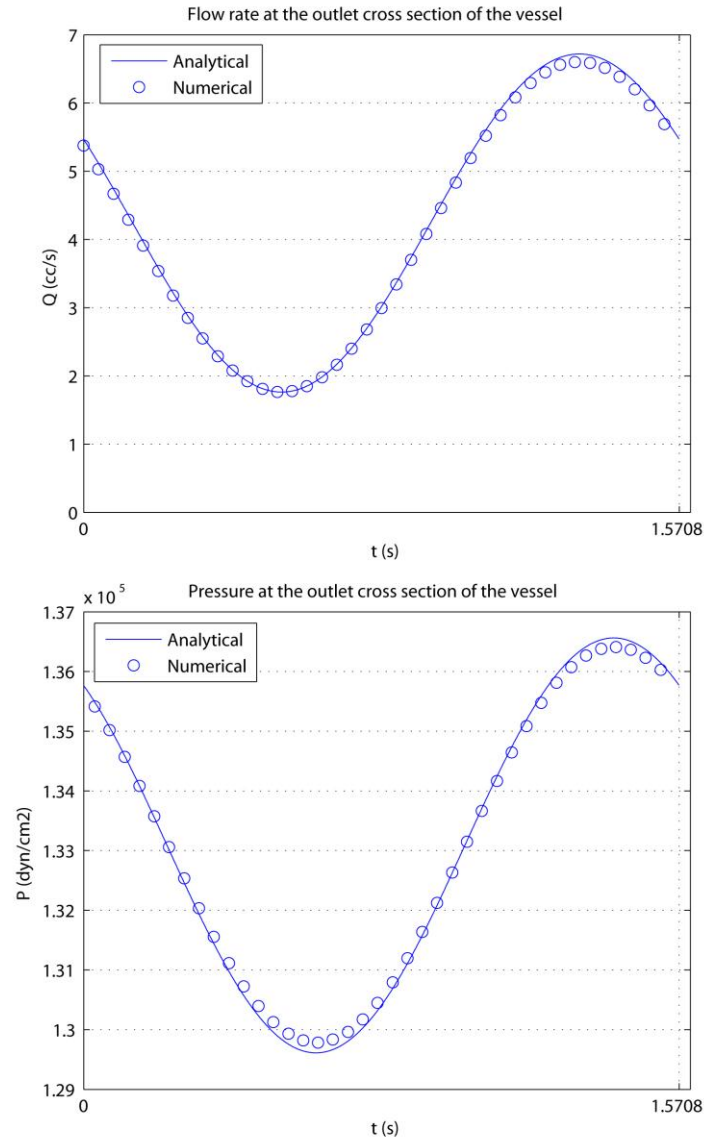 Flow rate at the outlet cross section of the vessel
7
6
5
4
3
2
1
0
Q (cc/s)
Analytical
Numerical
0
1.5708
t (s)
Pressure at the outlet cross section of the vessel
x 10 5
1.37
1.36
1.35
1.34
1.33
1.32
1.31
1.3
1.29
P (dyn/cm2)
Analytical
Numerical
0
1.5708
t (s)